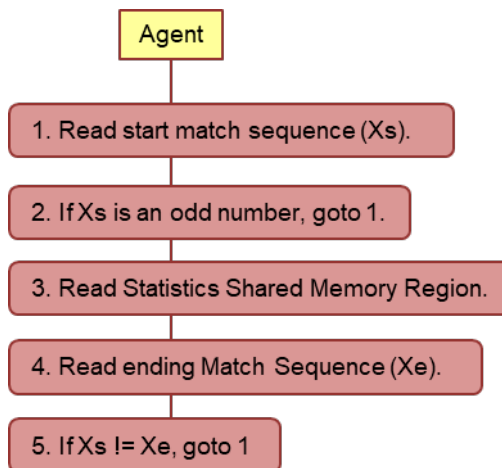 Agent
1. Read start match sequence (Xs).
2. If Xs is an odd number, goto 1.
3. Read Statistics Shared Memory Region.
4. Read ending Match Sequence (Xe).
5. If Xs != Xe, goto 1